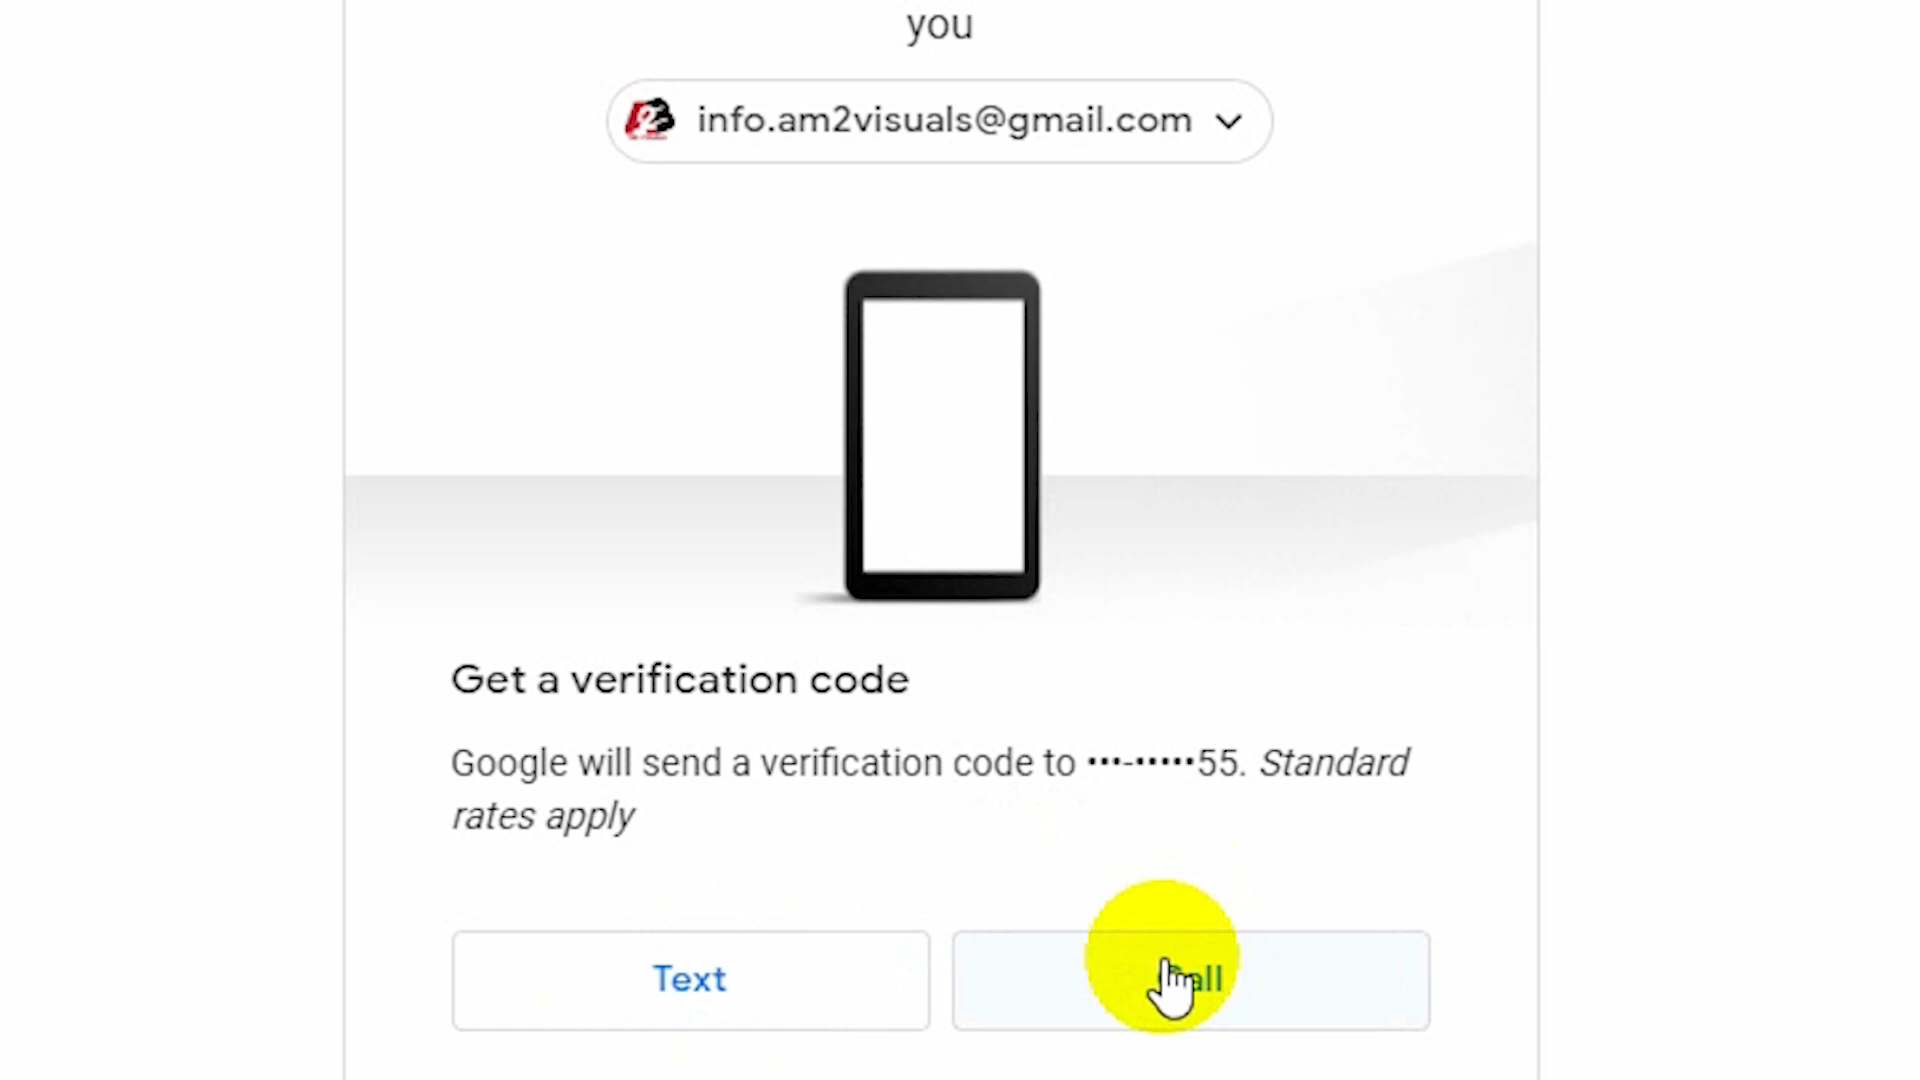 you
info.am2visuals@gmail.com
Get a verification code
Google will send a verification code to •••-•••••55. Standard
rates apply
Text
Call